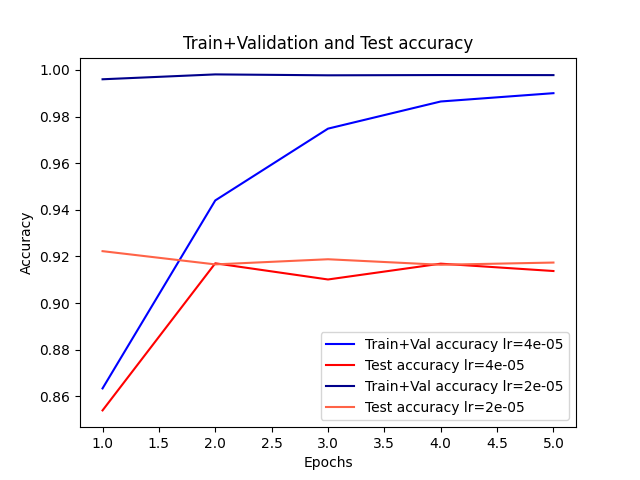 Train+Validation and Test accuracy
1.00
0.98
0.96
0.94
0.92
0.90
0.88
0.86
Accuracy
Train+Val accuracy lr=4e-05
Test accuracy lr=4e-05
Train+Val accuracy lr=2e-05
Test accuracy lr=2e-05
1.0 1.5 2.0 2.5 3.0 3.5 4.0 4.5 5.0
Epochs